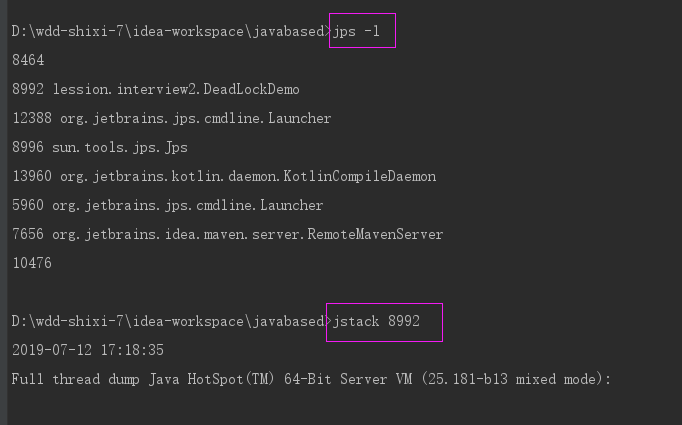 D:\wdd-shixi-7\idea-workspace\javabased>jps -l
8464
8992 lession.interview2.DeadLockDemo
12388 org.jetbrains.jps.cmdline.Launcher
8996 sun.tools.jps.Jps
13960 org.jetbrains.kotlin.daemon.KotlinCompileDaemon
5960 org.jetbrains.jps.cmdline.Launcher
7656 org.jetbrains.idea.maven.server.RemoteMavenServer
10476
D:\wdd-shixi-7\idea-workspace\javabased>jstack 8992
2019-07-12 17:18:35
Full thread dump Java HotSpot(TM) 64-Bit Server VM (25.181-b13 mixed mode):